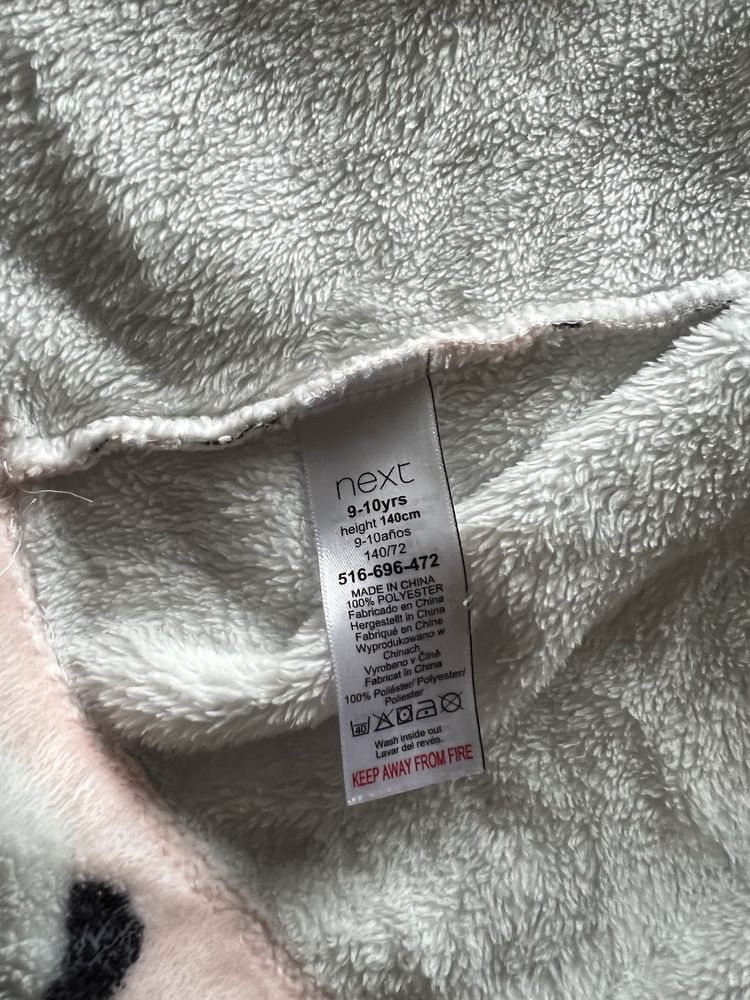 next
9-10yrs
height 140cm
9-10años
140/72
516-696-472
MADE IN CHINA
100% POLYESTER
Fabricado en China
Hergestellt in China
Fabriqué en Chine
Wyprodukowano w
Chinach
Vyrobeno v Číně
Fabricat în China
100% Poliéster/ Polyester/
Poliester
40
Wash inside out
Lavar del revés.
KEEP AWAY FROM FIRE